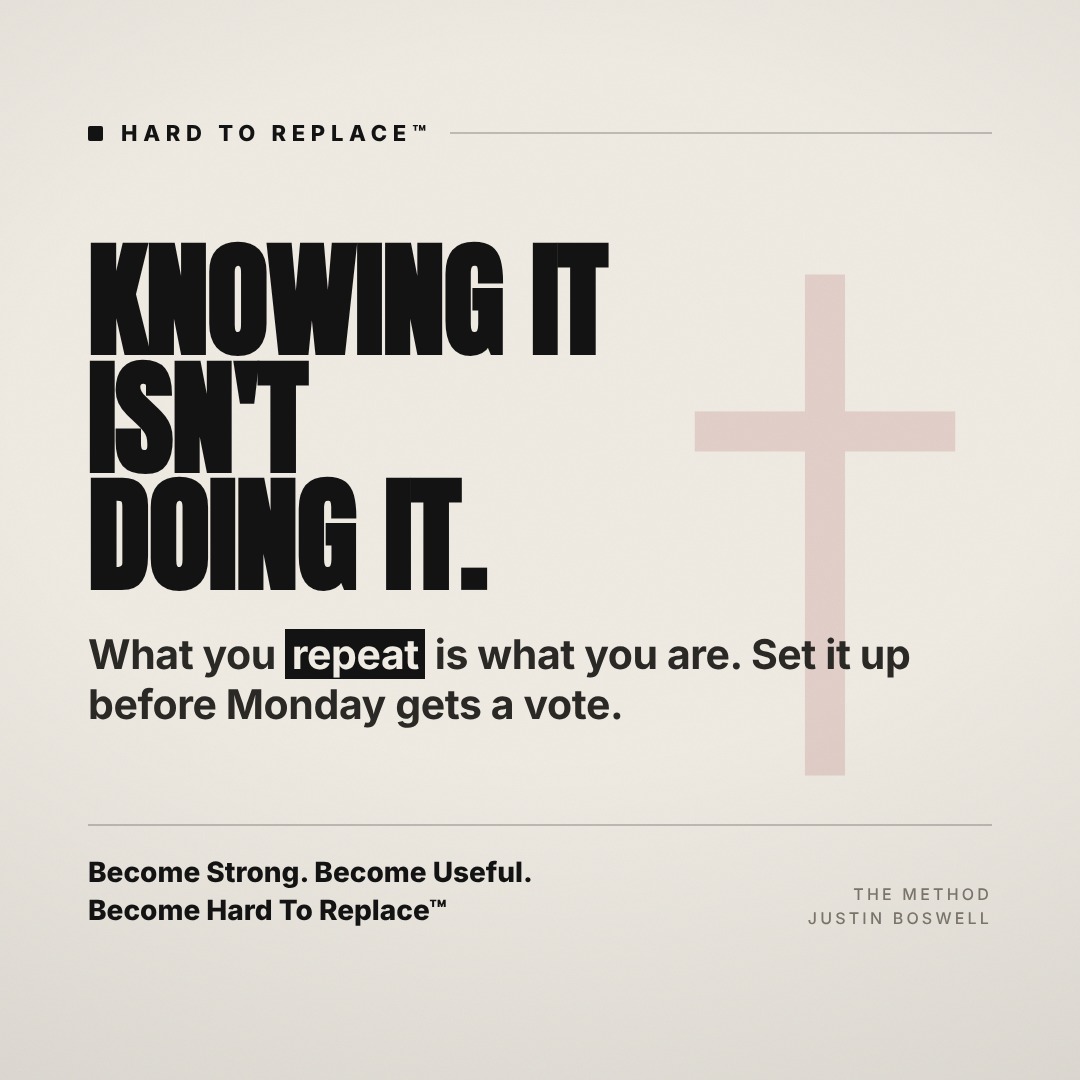 HARD TO REPLACE™
KNOWING IT
ISN'T
DOING IT.
What you repeat is what you are. Set it up
before Monday gets a vote.
Become Strong. Become Useful.
Become Hard To Replace™
THE METHOD
JUSTIN BOSWELL